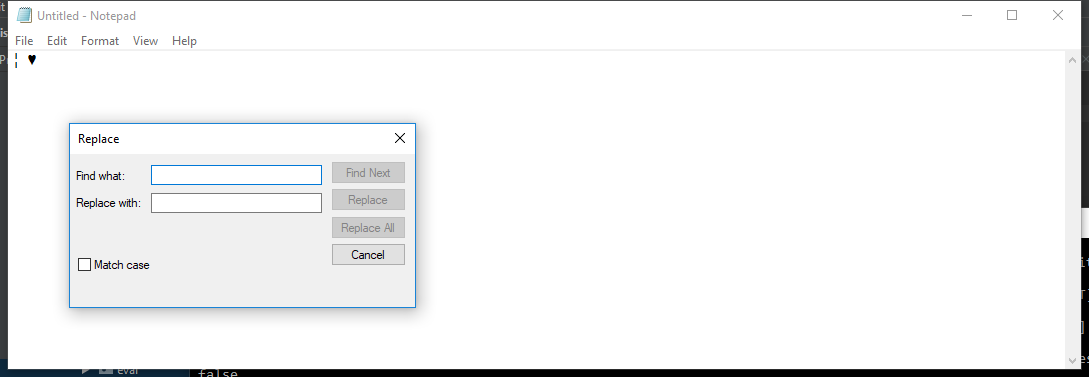 Untitled - Notepad
File Edit Format View Help
¦ ♥
Replace
Find what:
Find Next
Replace with:
Replace
Replace All
Cancel
Match case
eval
false